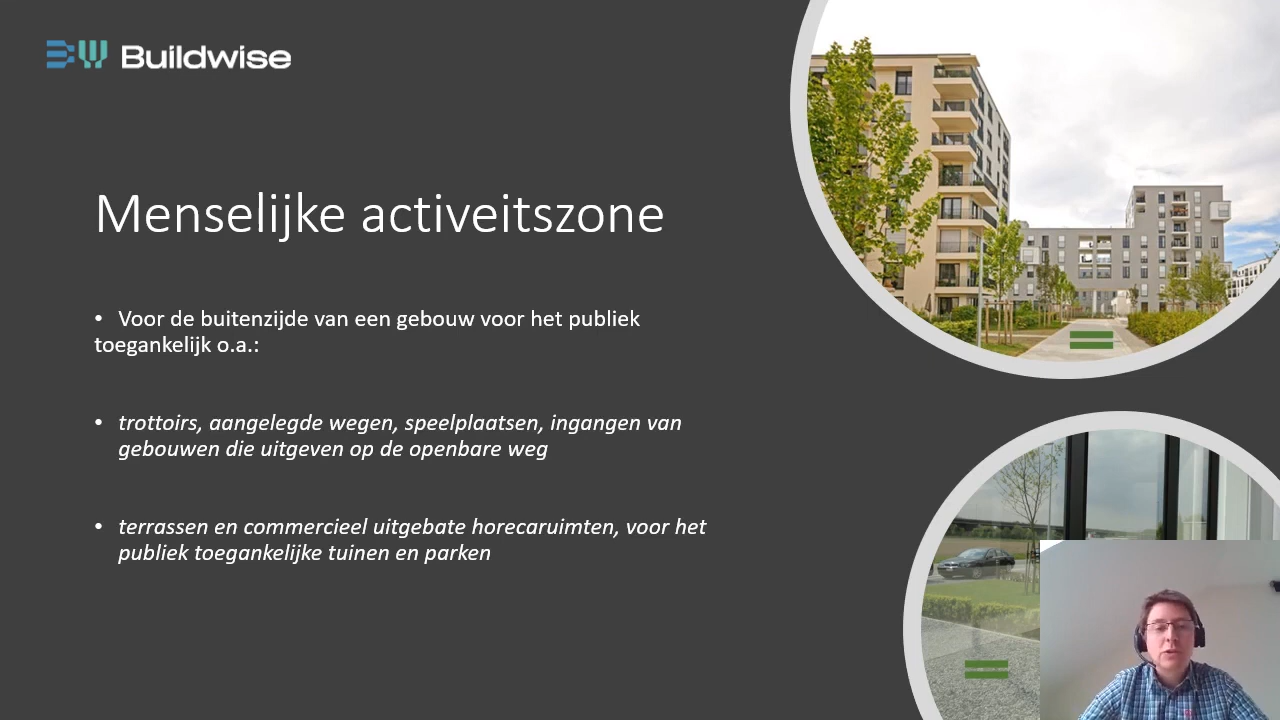 Buildwise
Menselijke activeitszone
• Voor de buitenzijde van een gebouw voor het publiek
toegankelijk o.a.:
• trottoirs, aangelegde wegen, speelplaatsen, ingangen van
gebouwen die uitgeven op de openbare weg
• terrassen en commercieel uitgebate horecaruimten, voor het
publiek toegankelijke tuinen en parken